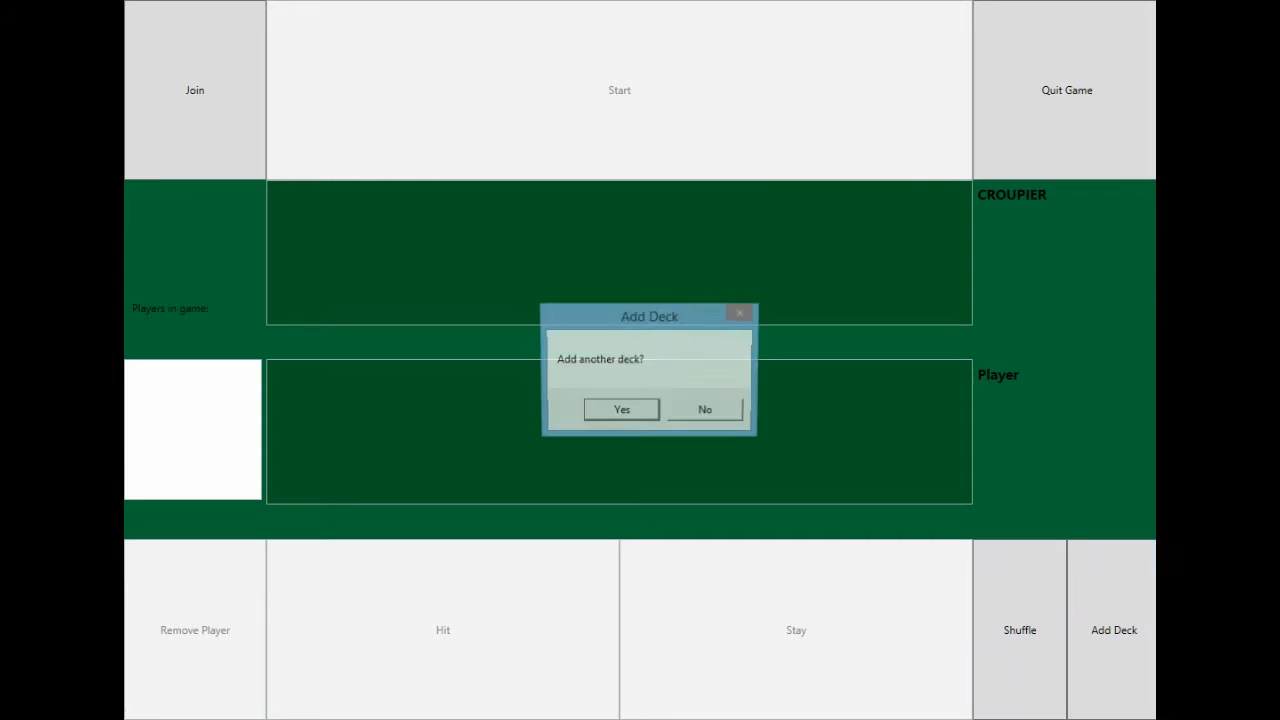 Join
Start
Quit Game
CROUPIER
Players in game:
Add Deck
Add another deck?
Yes
No
Player
Remove Player
Hit
Stay
Shuffle
Add Deck